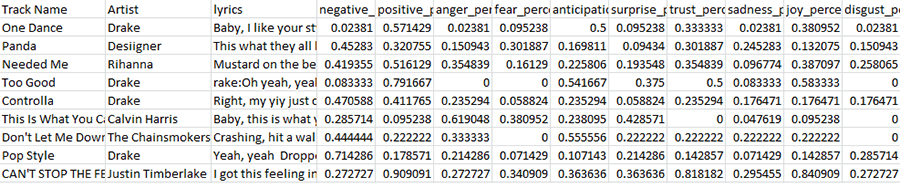 Track Name Artist lyrics negative_ positive_p anger_per fear_perce anticipatio surprise_p trust_perc sadness_p joy_perce disgust_perc
One Dance Drake Baby, I like your st 0.02381 0.571429 0.02381 0.095238 0.5 0.095238 0.333333 0.02381 0.380952 0.02381
Panda Desiigner This what they all l 0.45283 0.320755 0.150943 0.301887 0.169811 0.09434 0.301887 0.245283 0.132075 0.150943
Needed Me Rihanna Mustard on the be 0.419355 0.516129 0.354839 0.16129 0.225806 0.193548 0.354839 0.096774 0.387097 0.258065
Too Good Drake rake:Oh yeah, yeal 0.083333 0.791667 0 0 0.541667 0.375 0.5 0.083333 0.583333 0
Controlla Drake Right, my yiy just c 0.470588 0.411765 0.235294 0.058824 0.235294 0.058824 0.235294 0.176471 0.176471 0.176471
This Is What You Ca Calvin Harris Baby, this is what y 0.285714 0.095238 0.619048 0.380952 0.238095 0.428571 0 0.047619 0.095238 0
Don't Let Me Down The Chainsmokers Crashing, hit a wal 0.444444 0.222222 0.333333 0 0.555556 0.222222 0.222222 0.222222 0.222222 0
Pop Style Drake Yeah, yeah Droppe 0.714286 0.178571 0.214286 0.071429 0.107143 0.214286 0.142857 0.071429 0.142857 0.285714
CAN'T STOP THE FE Justin Timberlake I got this feeling in 0.272727 0.909091 0.272727 0.340909 0.363636 0.363636 0.818182 0.295455 0.840909 0.272727